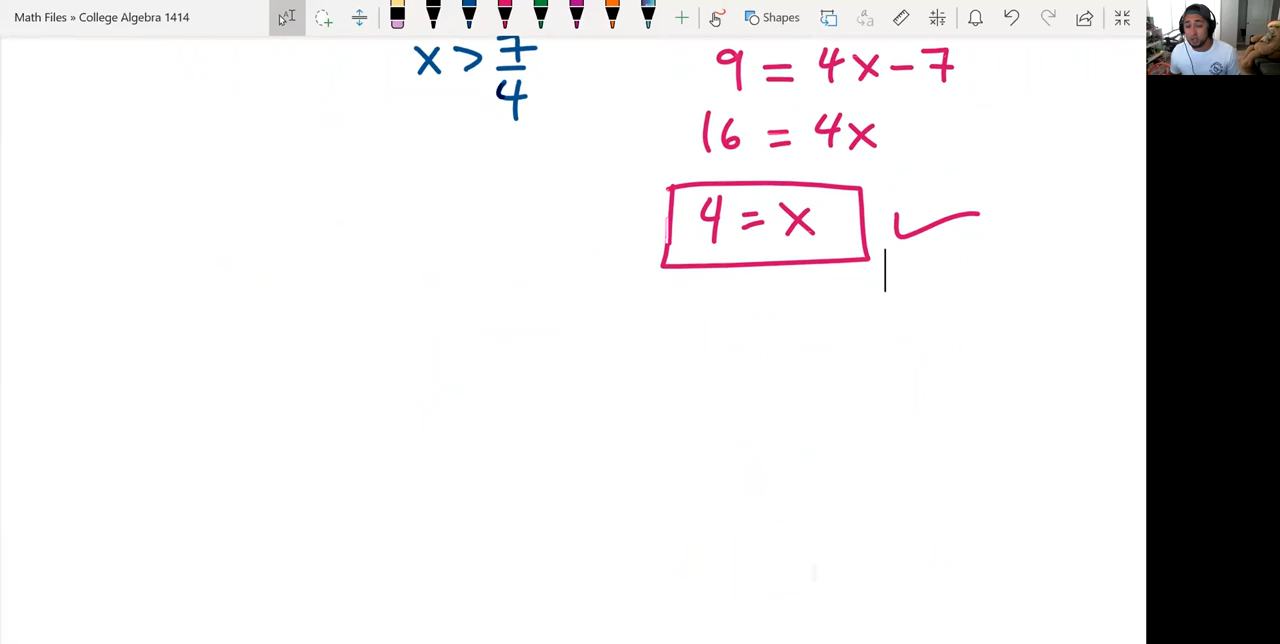 Math Files » College Algebra 1414
Shapes
x > 7/4
9 = 4x - 7
16 = 4x
4 = x